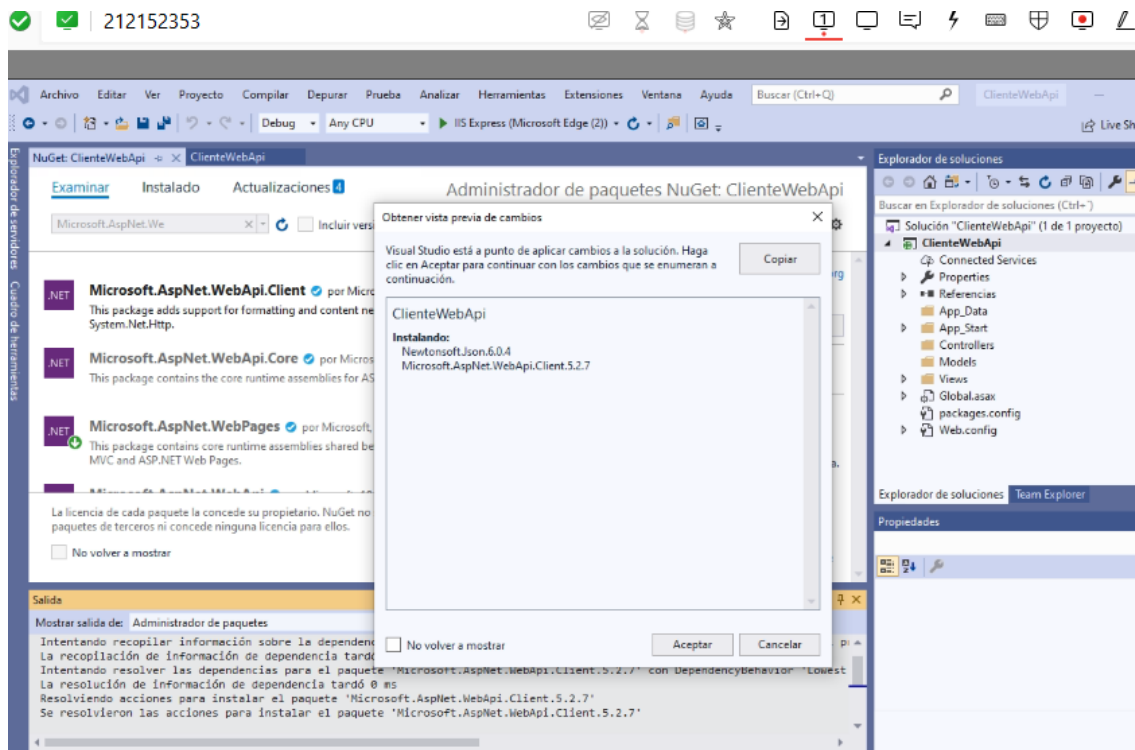 212152353
Archivo Editar Ver Proyecto Compilar Depurar Prueba Analizar Herramientas Extensiones Ventana Ayuda Buscar (Ctrl+Q) ClienteWebApi
Debug Any CPU IIS Express (Microsoft Edge (2)) Live Sh
Explorador de servidores
Cuadro de herramientas
NuGet: ClienteWebApi ClienteWebApi
Examinar Instalado Actualizaciones 4
Administrador de paquetes NuGet: ClienteWebApi
Microsoft.AspNet.We Incluir versi
.NET
Microsoft.AspNet.WebApi.Client por Micro
This package adds support for formatting and content ne
System.Net.Http.
.NET
Microsoft.AspNet.WebApi.Core por Micros
This package contains the core runtime assemblies for AS
.NET
Microsoft.AspNet.WebPages por Microsoft,
This package contains core runtime assemblies shared be
MVC and ASP.NET Web Pages.
La licencia de cada paquete la concede su propietario. NuGet no
paquetes de terceros ni concede ninguna licencia para ellos.
No volver a mostrar
Obtener vista previa de cambios
Visual Studio está a punto de aplicar cambios a la solución. Haga
clic en Aceptar para continuar con los cambios que se enumeran a
continuación.
Copiar
ClienteWebApi
Instalando:
Newtonsoft.Json.6.0.4
Microsoft.AspNet.WebApi.Client.5.2.7
No volver a mostrar
Aceptar Cancelar
Salida
Mostrar salida de: Administrador de paquetes
Intentando recopilar información sobre la dependenc
La recopilación de información de dependencia tardó
Intentando resolver las dependencias para el paquete 'Microsoft.AspNet.WebApi.Client.5.2.7' con DependencyBehavior 'Lowest
La resolución de información de dependencia tardó 0 ms
Resolviendo acciones para instalar el paquete 'Microsoft.AspNet.WebApi.Client.5.2.7'
Se resolvieron las acciones para instalar el paquete 'Microsoft.AspNet.WebApi.Client.5.2.7'
Explorador de soluciones
Buscar en Explorador de soluciones (Ctrl+`)
Solución "ClienteWebApi" (1 de 1 proyecto)
ClienteWebApi
Connected Services
Properties
Referencias
App_Data
App_Start
Controllers
Models
Views
Global.asax
packages.config
Web.config
Explorador de soluciones Team Explorer
Propiedades